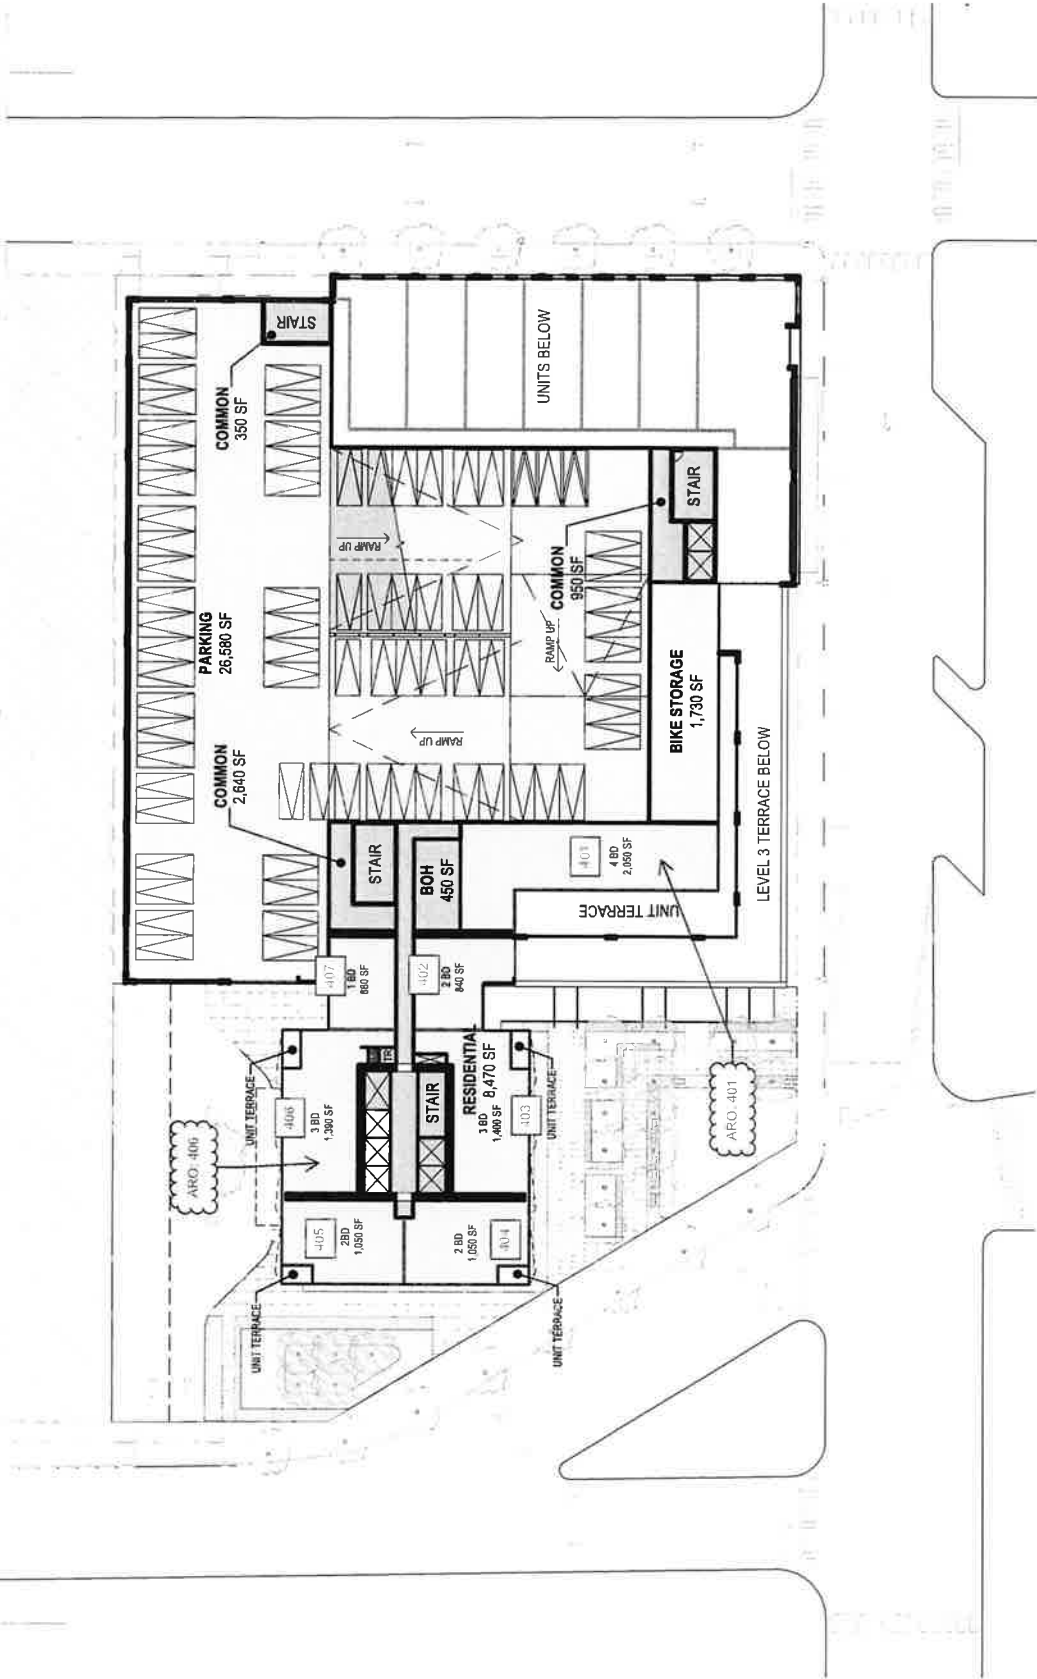 STAIR
COMMON
350 SF
UNITS BELOW
RAMP UP
STAIR
COMMON
950 SF
PARKING
26,580 SF
RAMP UP
BIKE STORAGE
1,730 SF
RAMP UP
COMMON
2,640 SF
LEVEL 3 TERRACE BELOW
STAIR
BOH
450 SF
401
4 BD
2,050 SF
UNIT TERRACE
407
1 BD
402
2 BD
840 SF
TR
RESIDENTIAL
8,470 SF
UNIT TERRACE
406
3 BD
1,390 SF
STAIR
3 BD
1,400 SF
403
UNIT TERRACE
ARO: 406
ARO: 401
405
2BD
1,050 SF
2 BD
1,050 SF
404
UNIT TERRACE
UNIT TERRACE